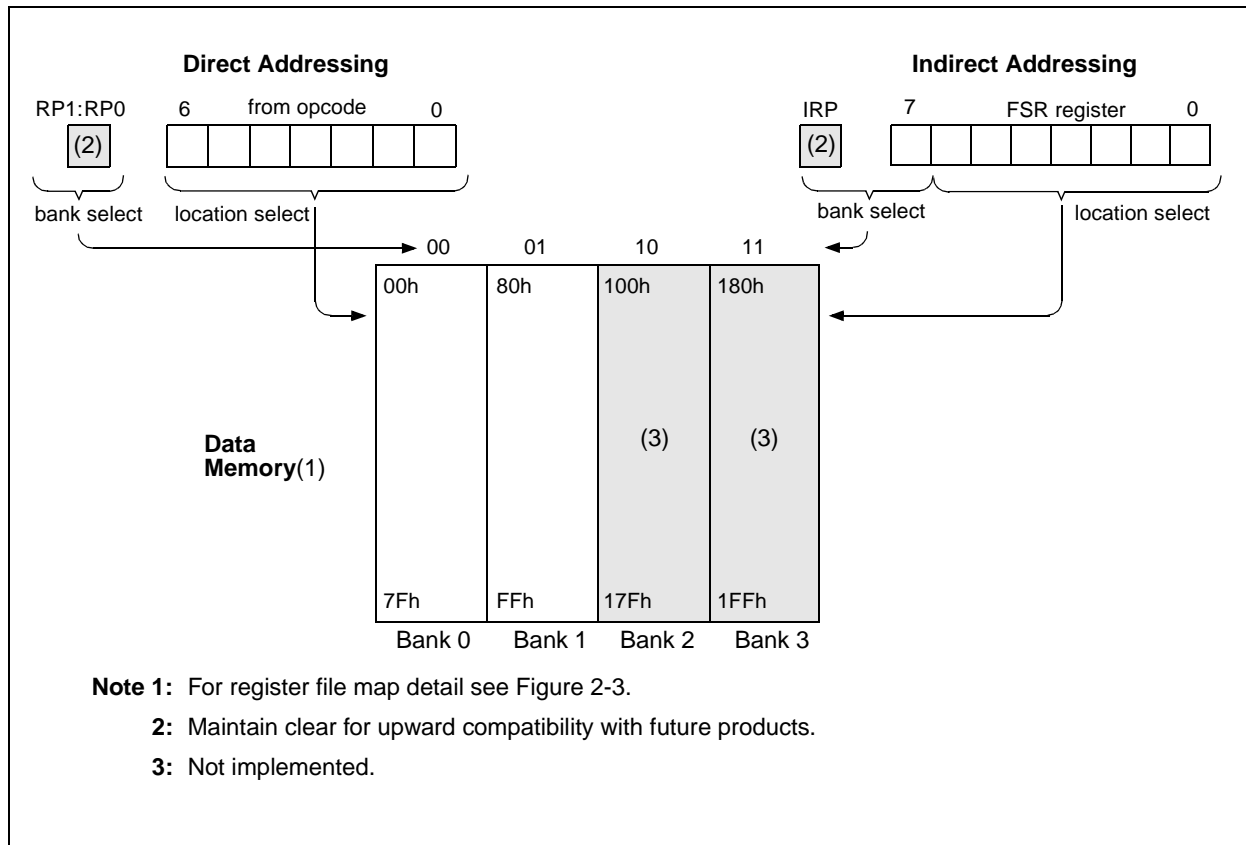 Direct Addressing
Indirect Addressing
RP1:RP0 6 from opcode 0
IRP 7 FSR register 0
(2)
(2)
bank select location select
bank select location select
00 01 10 11
00h 80h 100h 180h
Data
Memory(1)
(3) (3)
7Fh FFh 17Fh 1FFh
Bank 0 Bank 1 Bank 2 Bank 3
Note 1: For register file map detail see Figure 2-3.
2: Maintain clear for upward compatibility with future products.
3: Not implemented.